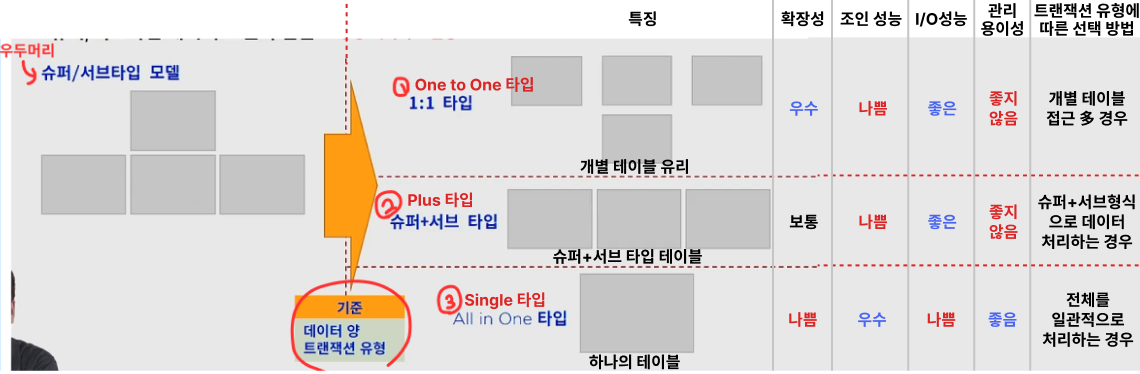 특징
확장성
조인 성능
I/O성능
관리
용이성
트랜잭션 유형에
따른 선택 방법
우두머리
슈퍼/서브타입 모델
① One to One 타입
1:1 타입
개별 테이블 유리
우수
나쁨
좋은
좋지
않음
개별 테이블
접근 多 경우
② Plus 타입
슈퍼+서브 타입
슈퍼+서브 타입 테이블
보통
나쁨
좋은
좋지
않음
슈퍼+서브형식
으로 데이터
처리하는 경우
기준
데이터 양
트랜잭션 유형
③ Single 타입
All in One 타입
하나의 테이블
나쁨
우수
나쁨
좋음
전체를
일관적으로
처리하는 경우